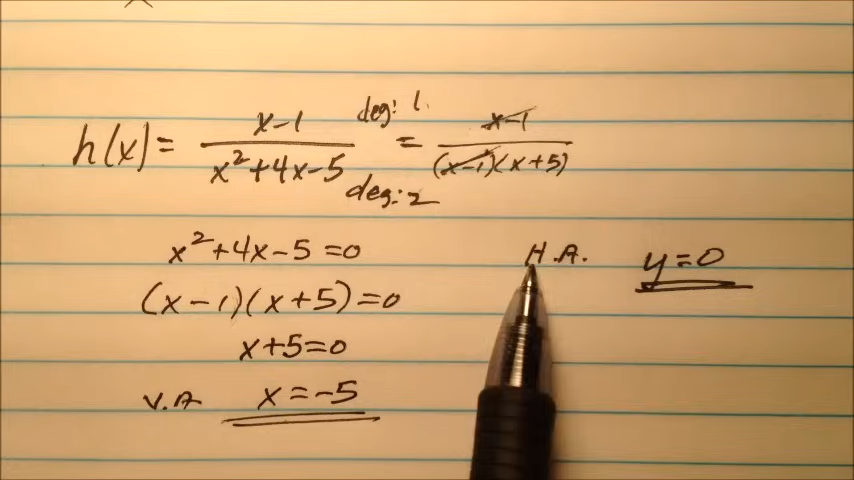 h(x) = x-1 / x²+4x-5 deg: 1. deg: 2 = x-1 / (x-1)(x+5)
x²+4x-5=0
H.A. y=0
(x-1)(x+5)=0
x+5=0
V.A x=-5